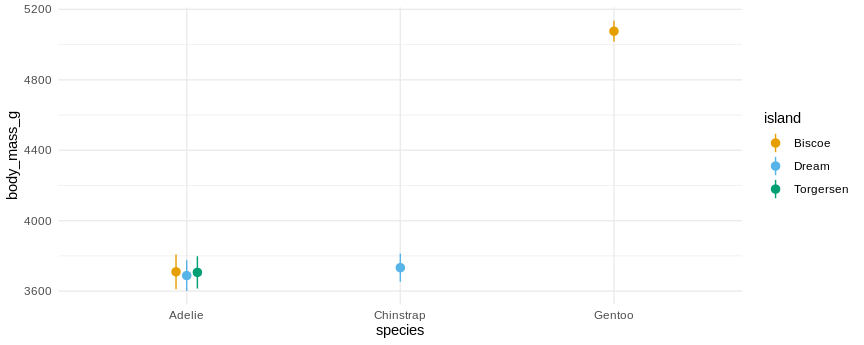 5200
4800
4400
4000
3600
body_mass_g
Adelie
Chinstrap
Gentoo
species
island
Biscoe
Dream
Torgersen